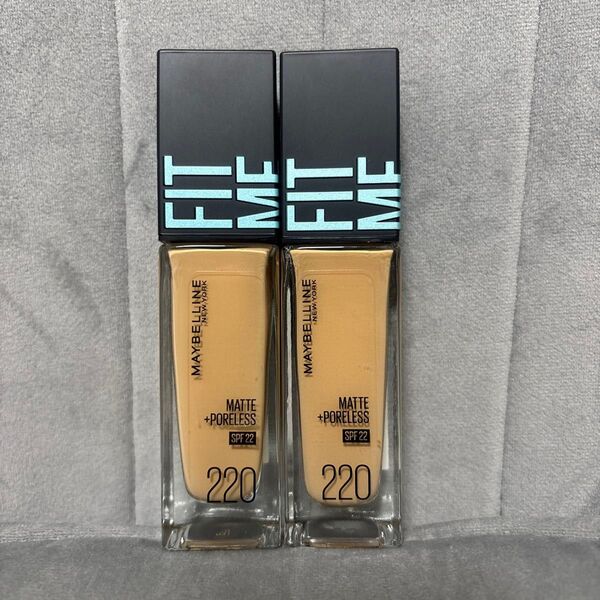 FIT
ME
MAYBELLINE
NEW YORK
MATTE
+PORELESS
SPF 22
220
FIT
ME
MAYBELLINE
NEW YORK
MATTE
+PORELESS
SPF 22
220